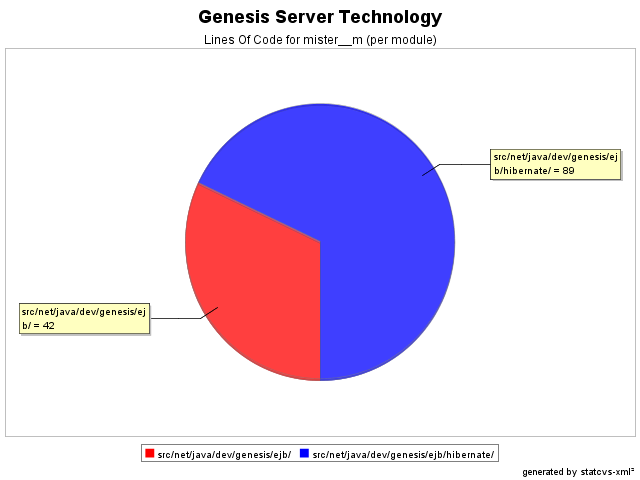 Genesis Server Technology
Lines Of Code for mister__m (per module)
src/net/java/dev/genesis/ej
b/hibernate/ = 89
src/net/java/dev/genesis/ej
b/ = 42
src/net/java/dev/genesis/ejb/ src/net/java/dev/genesis/ejb/hibernate/
generated by statcvs-xml²